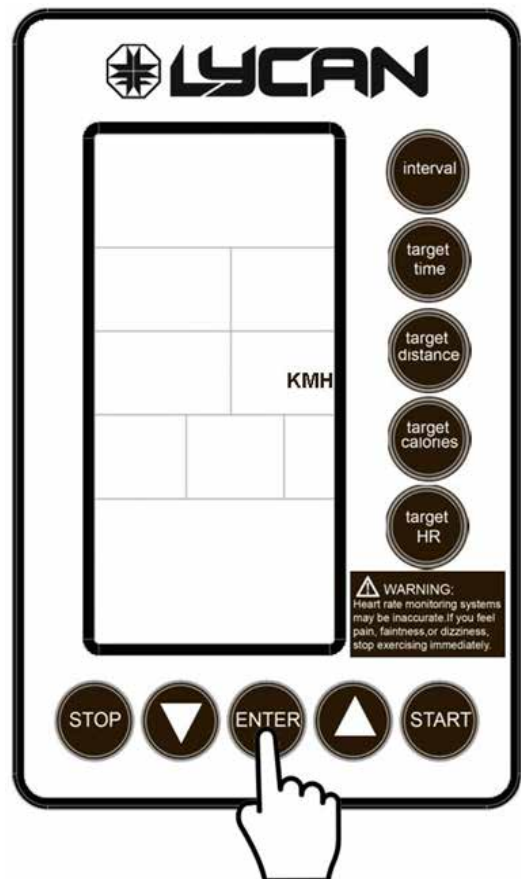 LYCAN
interval
target
time
target
distance
KMH
target
calories
target
HR
WARNING:
Heart rate monitoring systems
may be inaccurate.If you feel
pain, faintness,or dizziness,
stop exercising immediately.
STOP
ENTER
START